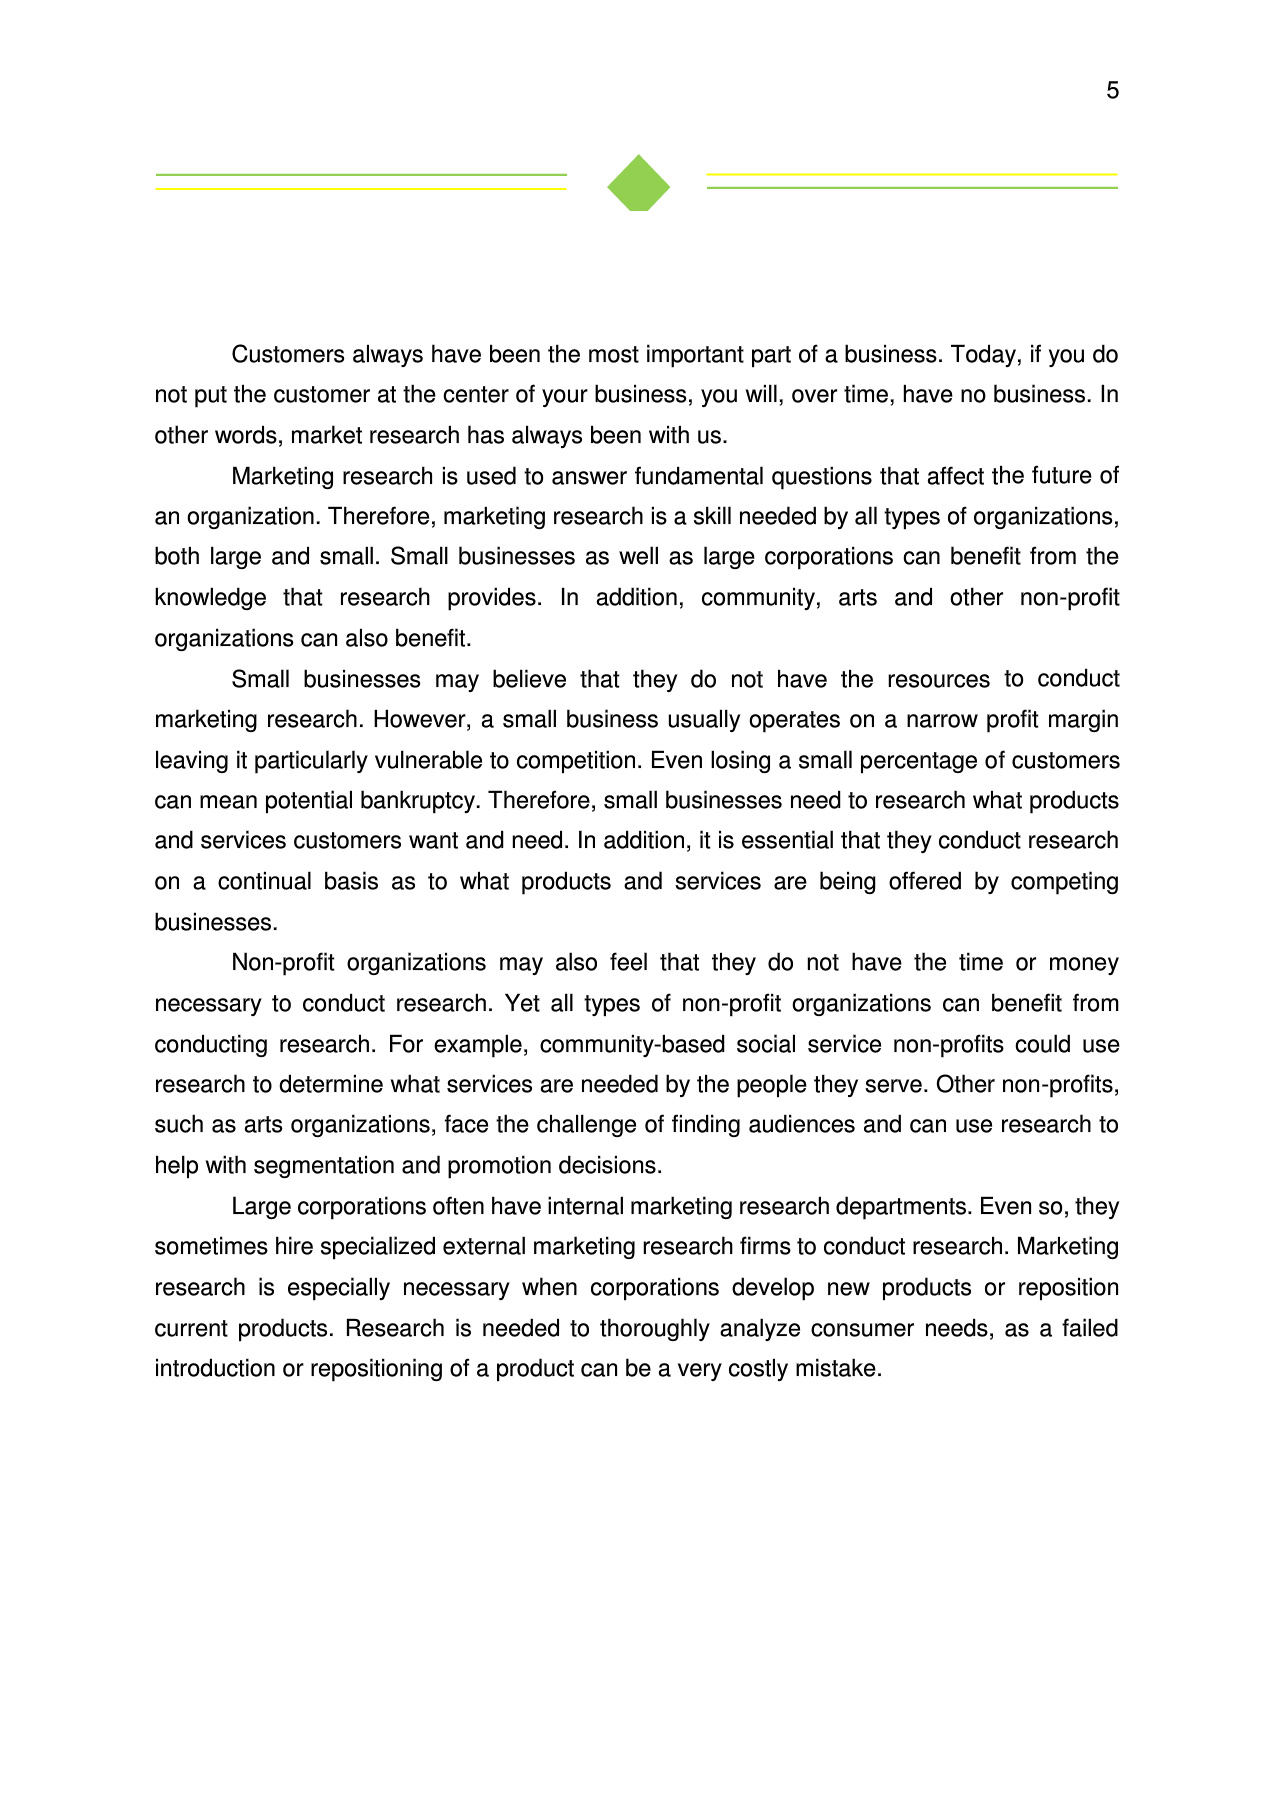 5
Customers always have been the most important part of a business. Today, if you do
not put the customer at the center of your business, you will, over time, have no business. In
other words, market research has always been with us.
Marketing research is used to answer fundamental questions that affect the future of
an organization. Therefore, marketing research is a skill needed by all types of organizations,
both large and small. Small businesses as well as large corporations can benefit from the
knowledge that research provides. In addition, community, arts and other non-profit
organizations can also benefit.
Small businesses may believe that they do not have the resources to conduct
marketing research. However, a small business usually operates on a narrow profit margin
leaving it particularly vulnerable to competition. Even losing a small percentage of customers
can mean potential bankruptcy. Therefore, small businesses need to research what products
and services customers want and need. In addition, it is essential that they conduct research
on a continual basis as to what products and services are being offered by competing
businesses.
Non-profit organizations may also feel that they do not have the time or money
necessary to conduct research. Yet all types of non-profit organizations can benefit from
conducting research. For example, community-based social service non-profits could use
research to determine what services are needed by the people they serve. Other non-profits,
such as arts organizations, face the challenge of finding audiences and can use research to
help with segmentation and promotion decisions.
Large corporations often have internal marketing research departments. Even so, they
sometimes hire specialized external marketing research firms to conduct research. Marketing
research is especially necessary when corporations develop new products or reposition
current products. Research is needed to thoroughly analyze consumer needs, as a failed
introduction or repositioning of a product can be a very costly mistake.